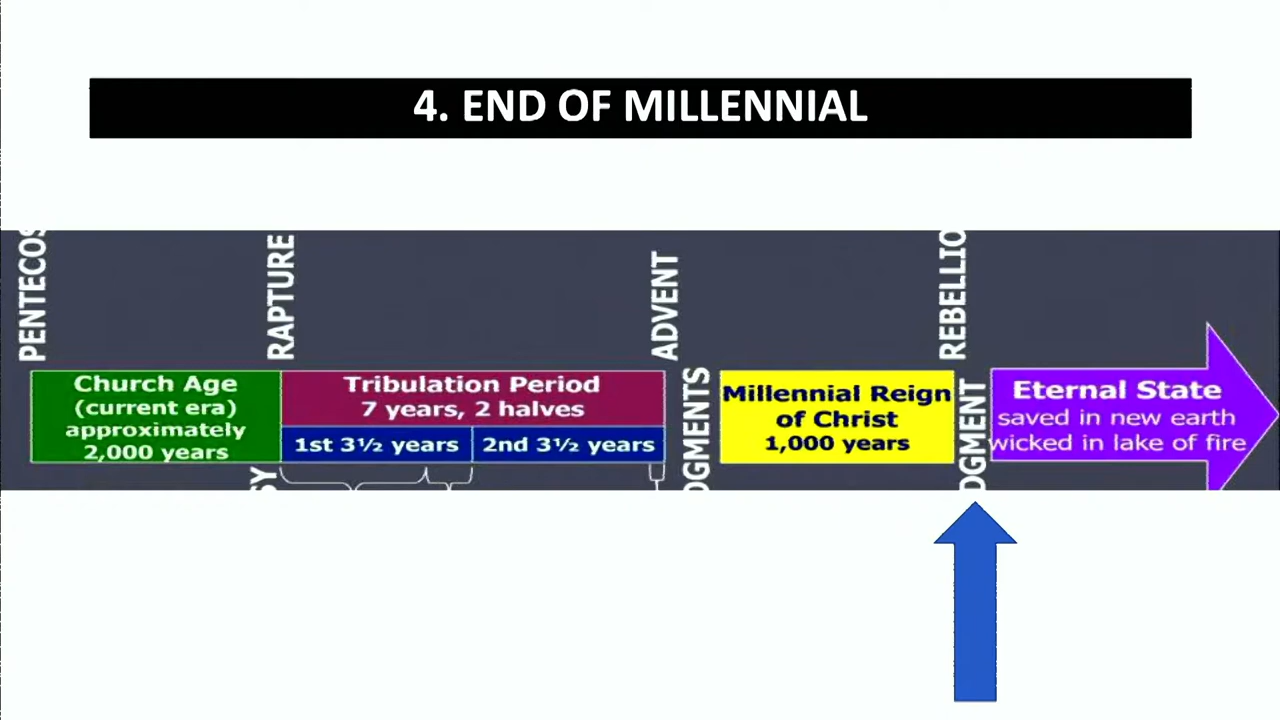 4. END OF MILLENNIAL
PENTECOS
RAPTURE
ADVENT
REBELLIO
Church Age
(current era)
approximately
2,000 years
Tribulation Period
7 years, 2 halves
1st 3½ years
2nd 3½ years
DGMENTS
Millennial Reign
of Christ
1,000 years
DGMENT
Eternal State
saved in new earth
wicked in lake of fire
SY